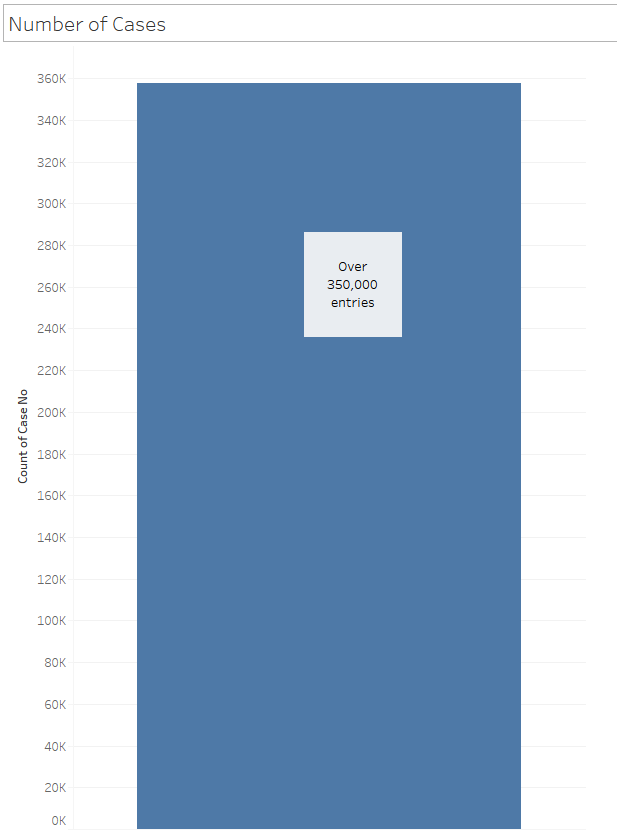 Number of Cases
360K
340K
320K
300K
280K
260K
240K
220K
200K
180K
160K
140K
120K
100K
80K
60K
40K
20K
0K
Count of Case No
Over
350,000
entries